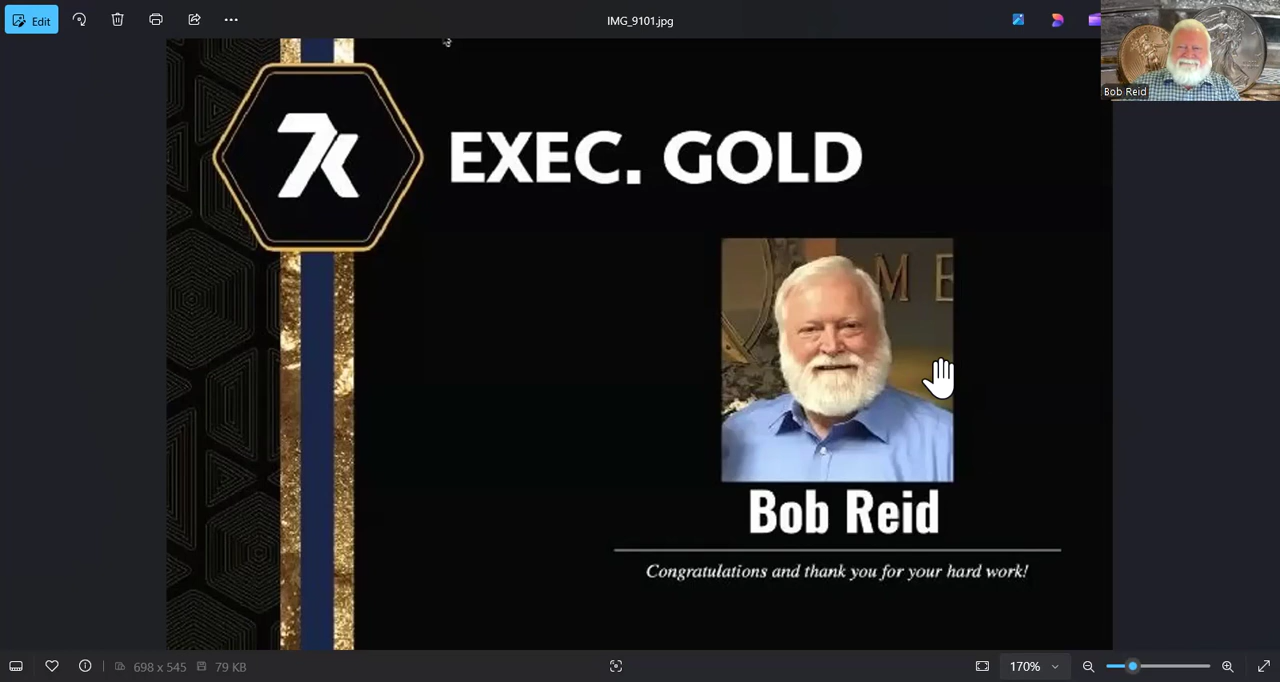 Edit
IMG_9101.jpg
Bob Reid
7k
EXEC. GOLD
ME
Bob Reid
Congratulations and thank you for your hard work!
698 x 545
79 KB
170%